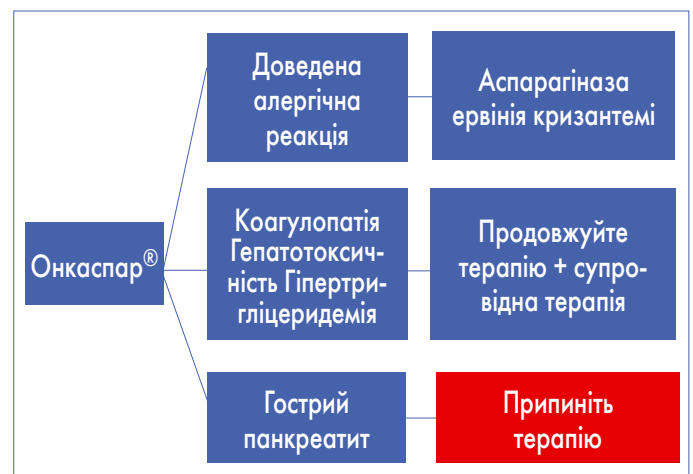 Доведена
алергічна
реакція
Аспарагіназа
ервінія кризантемі
Онкаспар®
Коагулопатія
Гепатотоксич-
ність Гіпертри-
гліцеридемія
Продовжуйте
терапію + супро-
відна терапія
Гострий
панкреатит
Припиніть
терапію